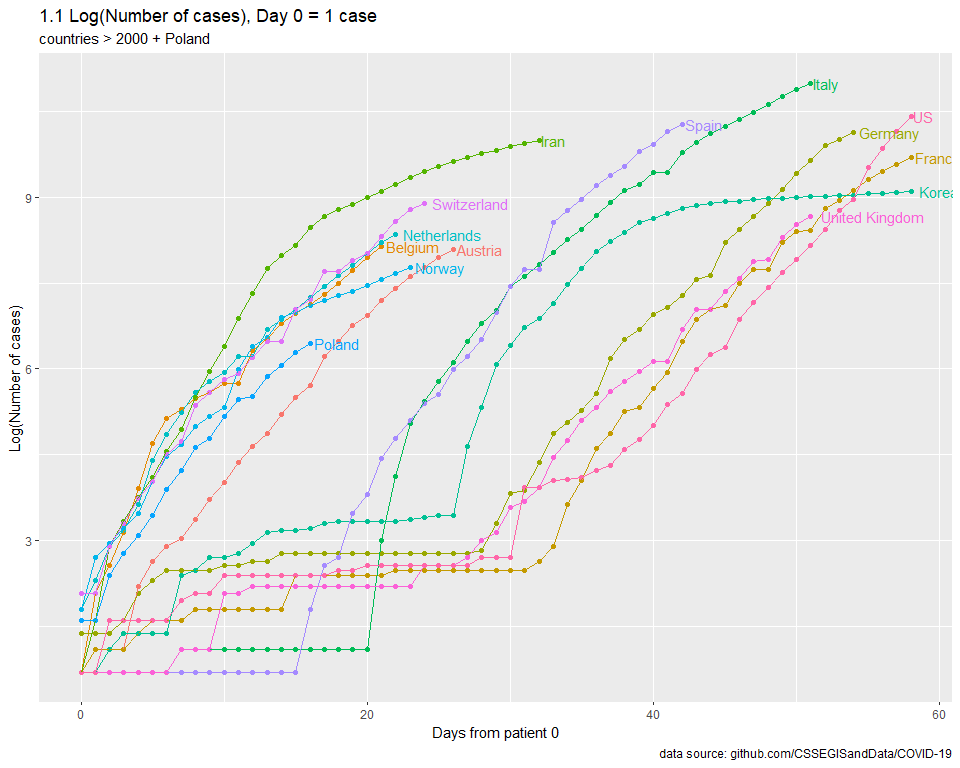 1.1 Log(Number of cases), Day 0 = 1 case
countries > 2000 + Poland
Italy
US
Spain
Germany
Iran
Franc
Korea
Switzerland
United Kingdom
Netherlands
Belgium
Austria
Norway
Poland
9
6
3
Log(Number of cases)
0
20
40
60
Days from patient 0
data source: github.com/CSSEGISandData/COVID-19